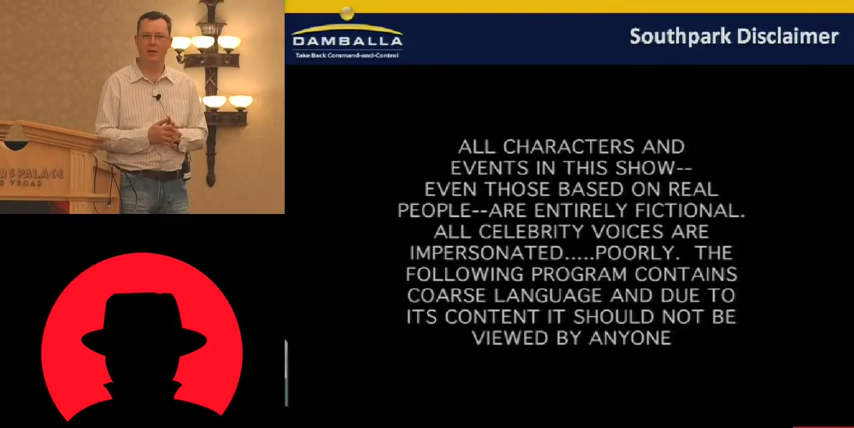 DAMBALLA
Take Back Command-and-Control
Southpark Disclaimer
ALL CHARACTERS AND
EVENTS IN THIS SHOW--
EVEN THOSE BASED ON REAL
PEOPLE--ARE ENTIRELY FICTIONAL.
ALL CELEBRITY VOICES ARE
IMPERSONATED.....POORLY. THE
FOLLOWING PROGRAM CONTAINS
COARSE LANGUAGE AND DUE TO
ITS CONTENT IT SHOULD NOT BE
VIEWED BY ANYONE
PALACE
VEGAS